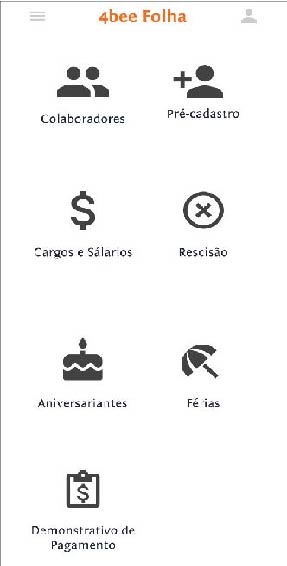 4bee Folha
Colaboradores
Pré-cadastro
Cargos e Sálarios
Rescisão
Aniversariantes
Férias
$
Demonstrativo de
Pagamento